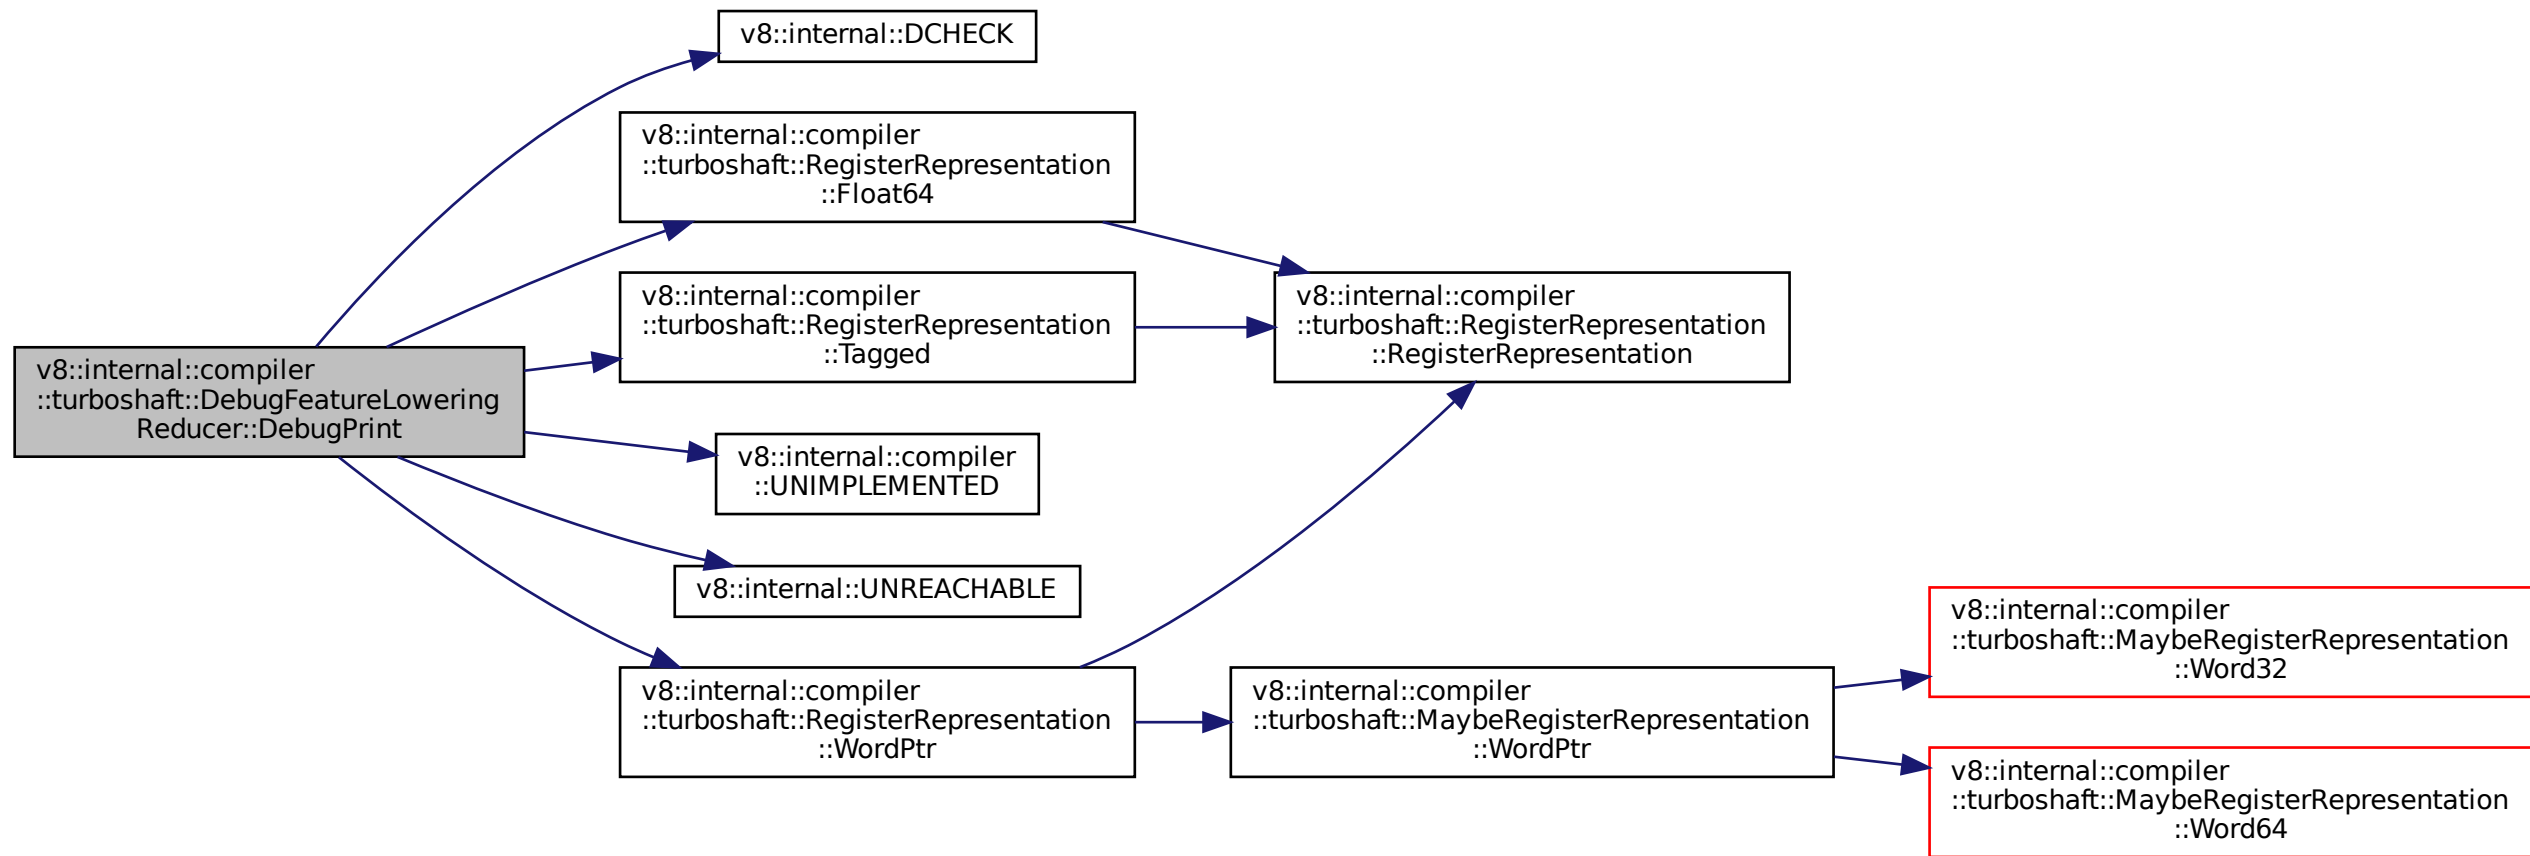 v8::internal::DCHECK
v8::internal::compiler
::turboshaft::RegisterRepresentation
::Float64
v8::internal::compiler
::turboshaft::RegisterRepresentation
::Tagged
v8::internal::compiler
::turboshaft::RegisterRepresentation
::RegisterRepresentation
v8::internal::compiler
::turboshaft::DebugFeatureLowering
Reducer::DebugPrint
v8::internal::compiler
::UNIMPLEMENTED
v8::internal::UNREACHABLE
v8::internal::compiler
::turboshaft::RegisterRepresentation
::WordPtr
v8::internal::compiler
::turboshaft::MaybeRegisterRepresentation
::WordPtr
v8::internal::compiler
::turboshaft::MaybeRegisterRepresentation
::Word32
v8::internal::compiler
::turboshaft::MaybeRegisterRepresentation
::Word64